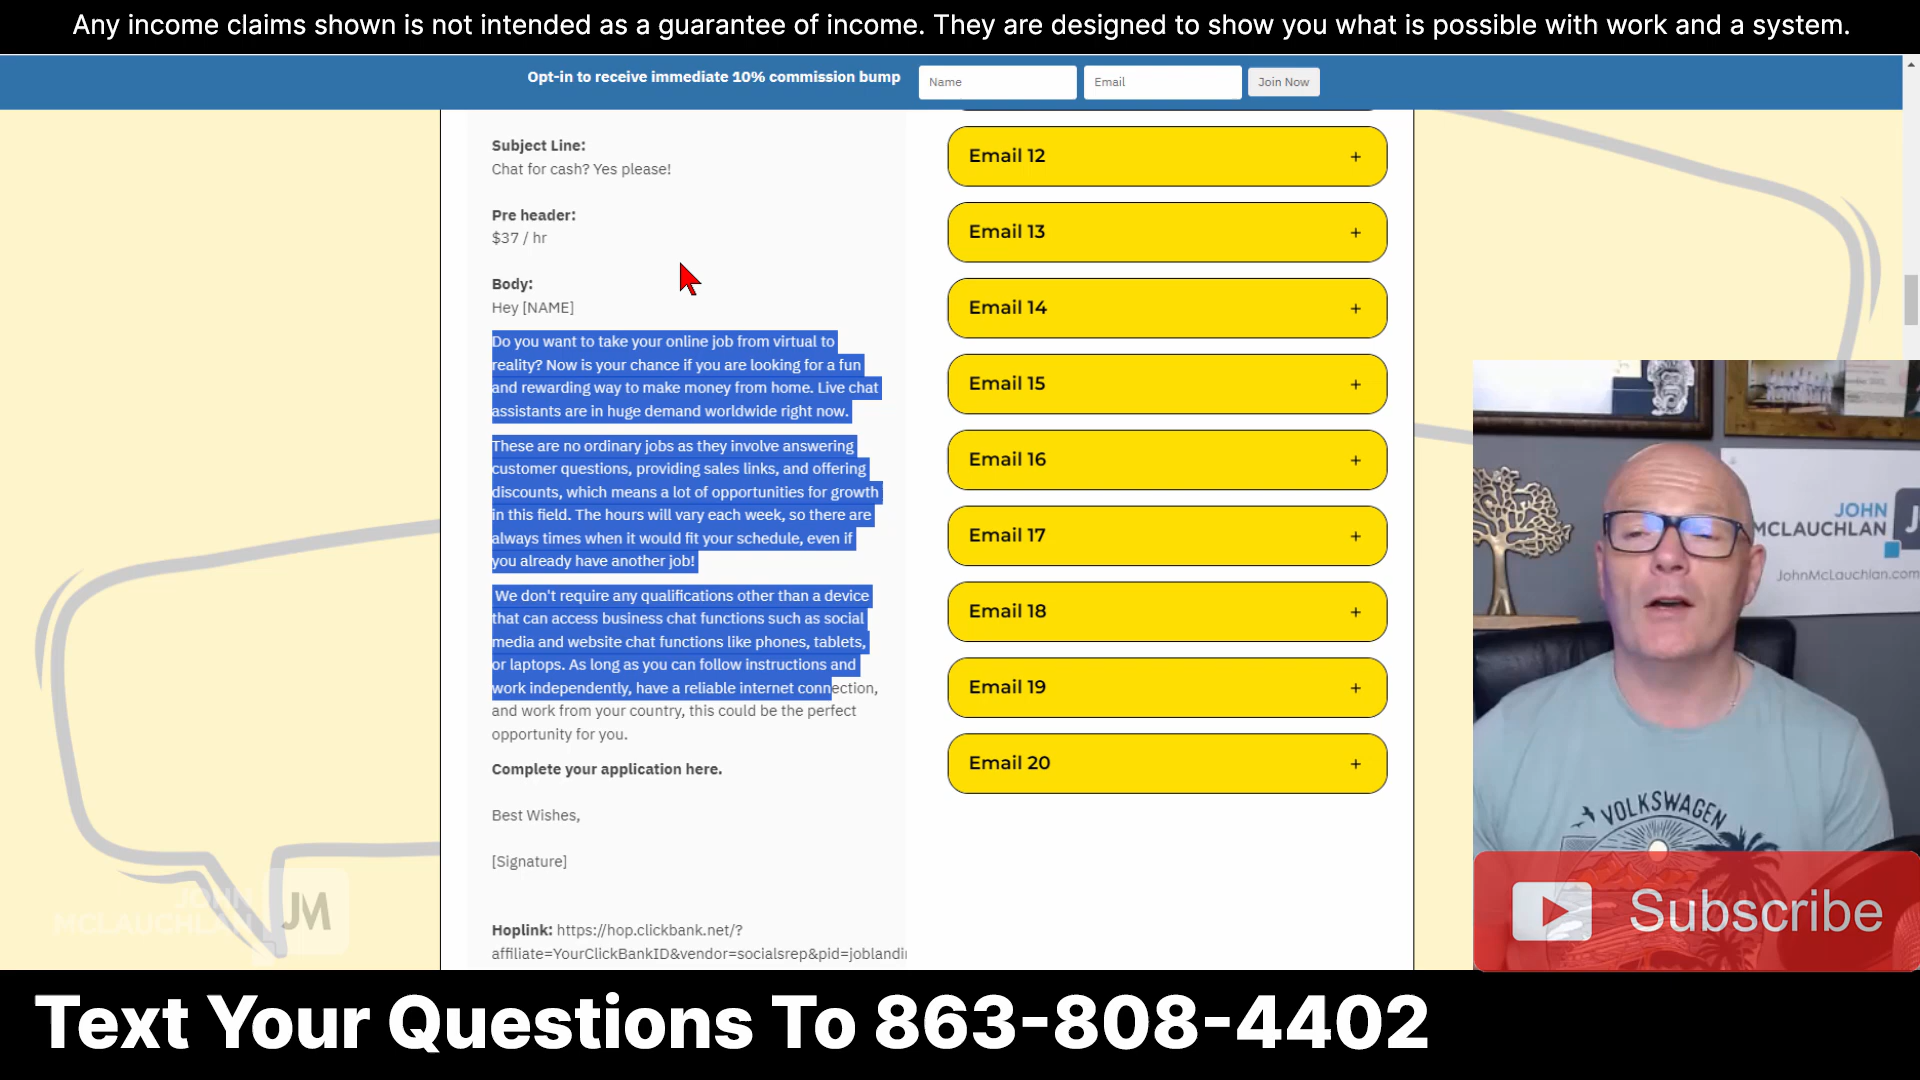 Any income claims shown is not intended as a guarantee of income. They are designed to show you what is possible with work and a system.
Opt-in to receive immediate 10% commission bump
Name
Email
Join Now
Subject Line:
Chat for cash? Yes please!
Pre header:
$37 / hr
Body:
Hey [NAME]
Do you want to take your online job from virtual to
reality? Now is your chance if you are looking for a fun
and rewarding way to make money from home. Live chat
assistants are in huge demand worldwide right now.
These are no ordinary jobs as they involve answering
customer questions, providing sales links, and offering
discounts, which means a lot of opportunities for growth
in this field. The hours will vary each week, so there are
always times when it would fit your schedule, even if
you already have another job!
We don't require any qualifications other than a device
that can access business chat functions such as social
media and website chat functions like phones, tablets,
or laptops. As long as you can follow instructions and
work independently, have a reliable internet connection,
and work from your country, this could be the perfect
opportunity for you.
Complete your application here.
Best Wishes,
[Signature]
Hoplink: https://hop.clickbank.net/?
affiliate=YourClickBankID&vendor=socialsrep&pid=joblandi
Email 12 +
Email 13 +
Email 14 +
Email 15 +
Email 16 +
Email 17 +
Email 18 +
Email 19 +
Email 20 +
JOHN
MCLAUCHLAN
JohnMcLauchlan.com
VOLKSWAGEN
JOHN
MCLAUCHLAN
JM
Subscribe
Text Your Questions To 863-808-4402